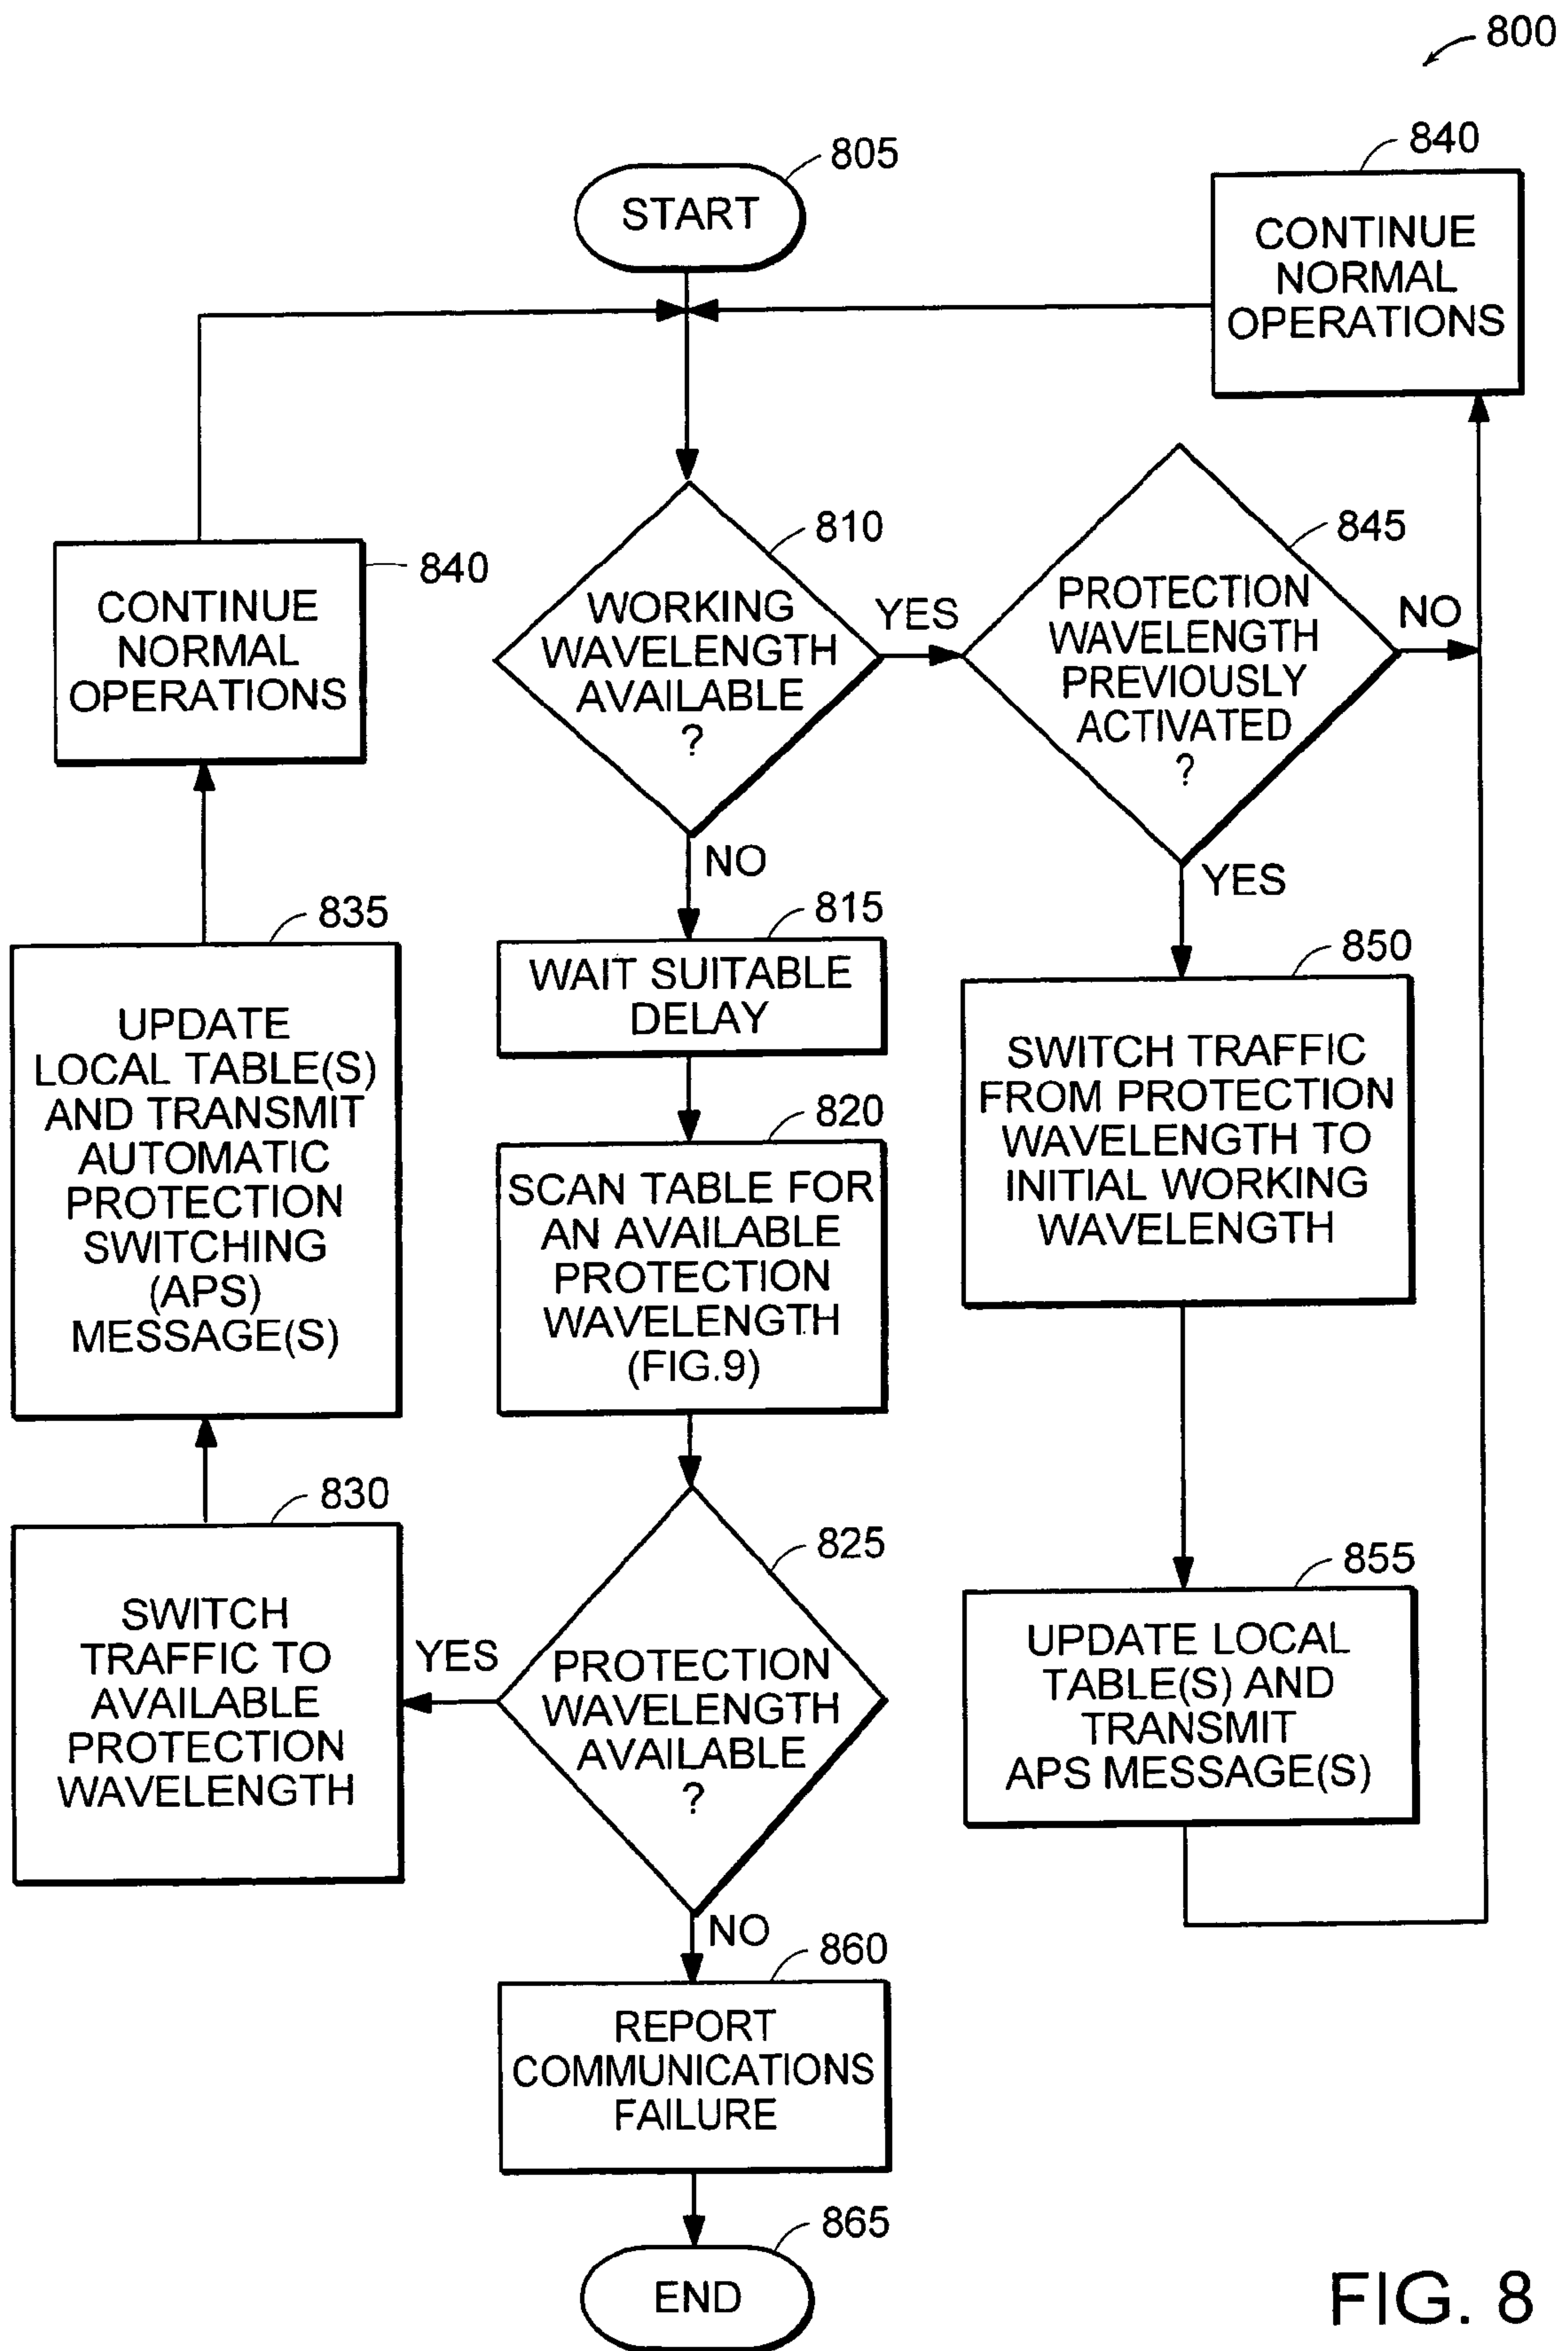 800
805
START
840
CONTINUE
NORMAL
OPERATIONS
810
WORKING
WAVELENGTH
AVAILABLE
?
YES
845
PROTECTION
WAVELENGTH
PREVIOUSLY
ACTIVATED
?
NO
840
CONTINUE
NORMAL
OPERATIONS
NO
YES
835
UPDATE
LOCAL TABLE(S)
AND TRANSMIT
AUTOMATIC
PROTECTION
SWITCHING
(APS)
MESSAGE(S)
815
WAIT SUITABLE
DELAY
850
SWITCH TRAFFIC
FROM PROTECTION
WAVELENGTH TO
INITIAL WORKING
WAVELENGTH
820
SCAN TABLE FOR
AN AVAILABLE
PROTECTION
WAVELENGTH
(FIG.9)
830
SWITCH
TRAFFIC TO
AVAILABLE
PROTECTION
WAVELENGTH
YES
825
PROTECTION
WAVELENGTH
AVAILABLE
?
855
UPDATE LOCAL
TABLE(S) AND
TRANSMIT
APS MESSAGE(S)
NO
860
REPORT
COMMUNICATIONS
FAILURE
865
END
FIG. 8